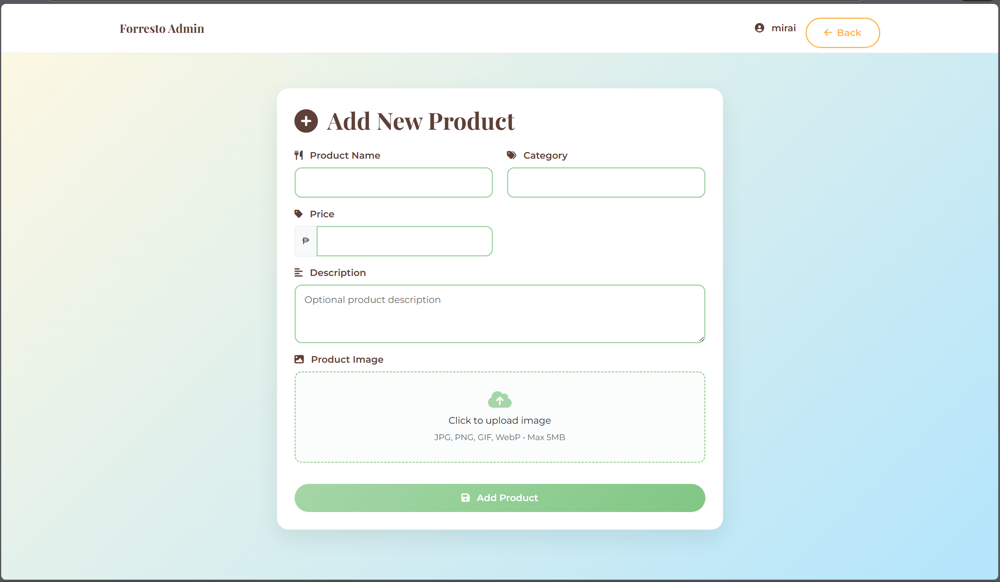 Forresto Admin
mirai
Back
Add New Product
Product Name
Category
Price
₱
Description
Optional product description
Product Image
Click to upload image
JPG, PNG, GIF, WebP • Max 5MB
Add Product